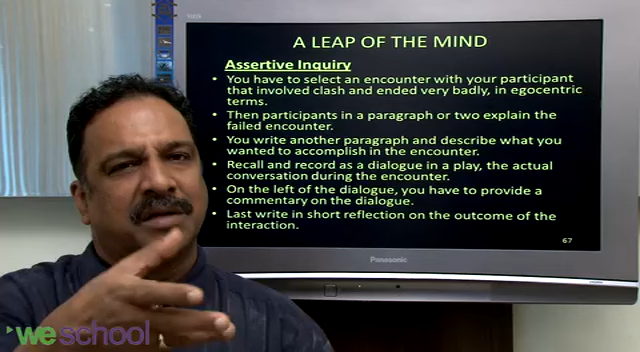 A LEAP OF THE MIND
Assertive Inquiry
• You have to select an encounter with your participant
that involved clash and ended very badly, in egocentric
terms.
• Then participants in a paragraph or two explain the
failed encounter.
• You write another paragraph and describe what you
wanted to accomplish in the encounter.
• Recall and record as a dialogue in a play, the actual
conversation during the encounter.
• On the left of the dialogue, you have to provide a
commentary on the dialogue.
• Last write in short reflection on the outcome of the
interaction.
67
Panasonic
weschool